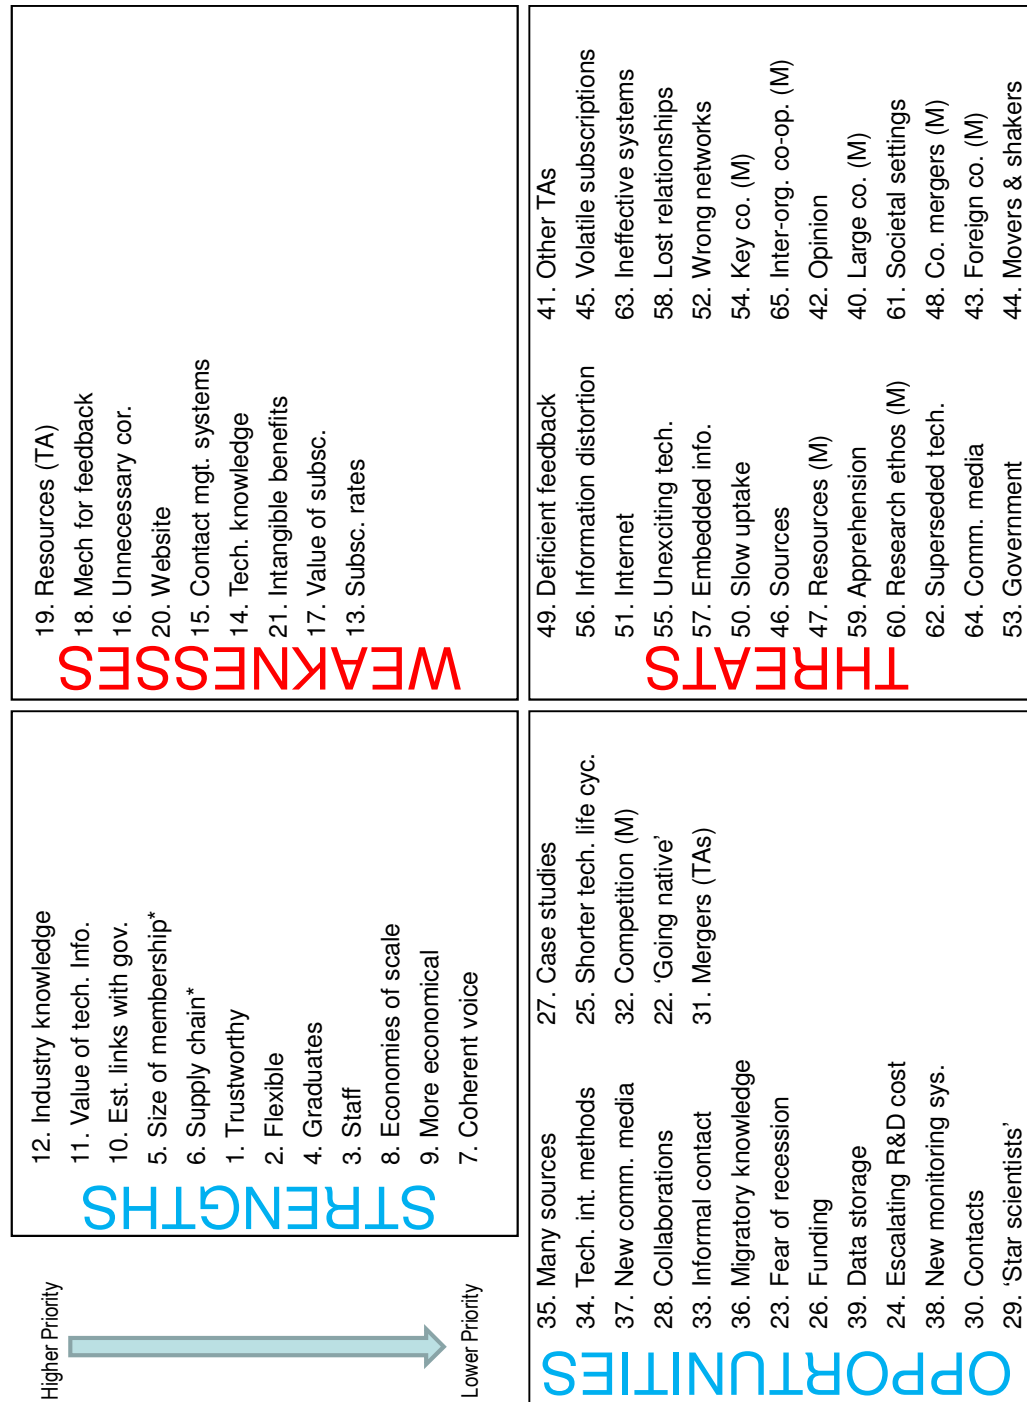 Higher Priority
Lower Priority
STRENGTHS
12. Industry knowledge
11. Value of tech. Info.
10. Est. links with gov.
5. Size of membership*
6. Supply chain*
1. Trustworthy
2. Flexible
4. Graduates
3. Staff
8. Economies of scale
9. More economical
7. Coherent voice
WEAKNESSES
19. Resources (TA)
18. Mech for feedback
16. Unnecessary cor.
20. Website
15. Contact mgt. systems
14. Tech. knowledge
21. Intangible benefits
17. Value of subsc.
13. Subsc. rates
OPPORTUNITIES
35. Many sources
34. Tech. int. methods
37. New comm. media
28. Collaborations
33. Informal contact
36. Migratory knowledge
23. Fear of recession
26. Funding
39. Data storage
24. Escalating R&D cost
38. New monitoring sys.
30. Contacts
29. ‘Star scientists’
27. Case studies
25. Shorter tech. life cyc.
32. Competition (M)
22. ‘Going native’
31. Mergers (TAs)
THREATS
49. Deficient feedback
56. Information distortion
51. Internet
55. Unexciting tech.
57. Embedded info.
50. Slow uptake
46. Sources
47. Resources (M)
59. Apprehension
60. Research ethos (M)
62. Superseded tech.
64. Comm. media
53. Government
41. Other TAs
45. Volatile subscriptions
63. Ineffective systems
58. Lost relationships
52. Wrong networks
54. Key co. (M)
65. Inter-org. co-op. (M)
42. Opinion
40. Large co. (M)
61. Societal settings
48. Co. mergers (M)
43. Foreign co. (M)
44. Movers & shakers